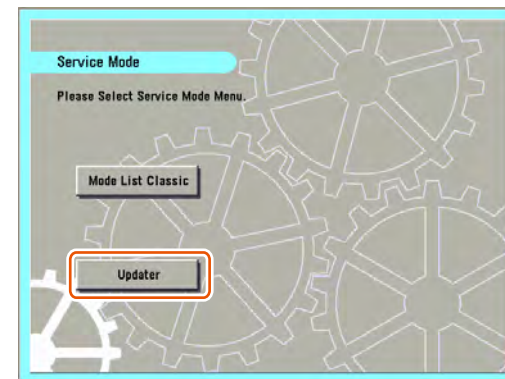 Service Mode
Please Select Service Mode Menu.
Mode List Classic
Updater